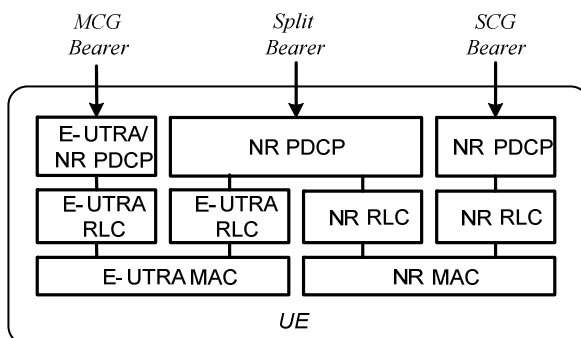 MCG Bearer
Split Bearer
SCG Bearer
E-UTRA/
NR PDCP
NR PDCP
NR PDCP
E-UTRA
RLC
E-UTRA
RLC
NR RLC
NR RLC
E-UTRA MAC
NR MAC
UE